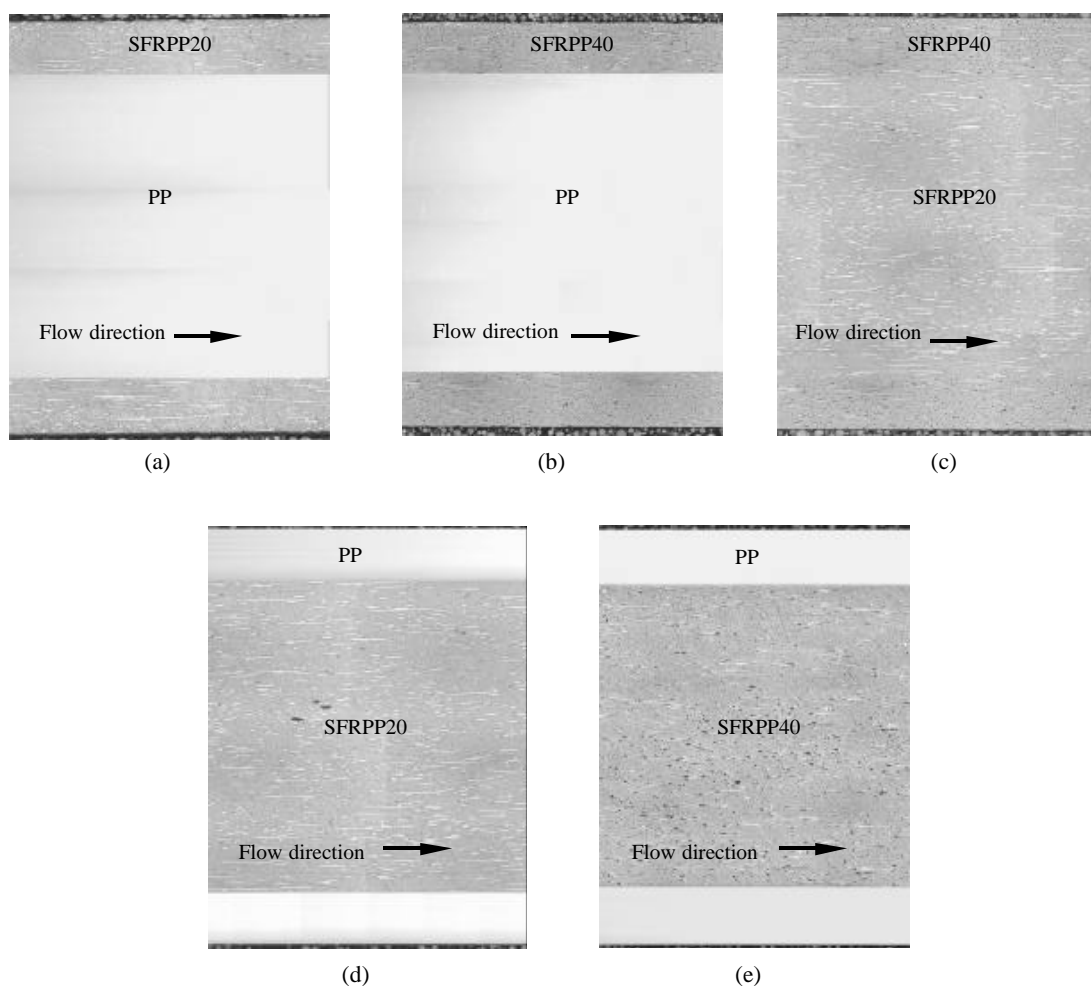 SFRPP20
PP
Flow direction
(a)
SFRPP40
PP
Flow direction
(b)
SFRPP40
SFRPP20
Flow direction
(c)
PP
SFRPP20
Flow direction
(d)
PP
SFRPP40
Flow direction
(e)